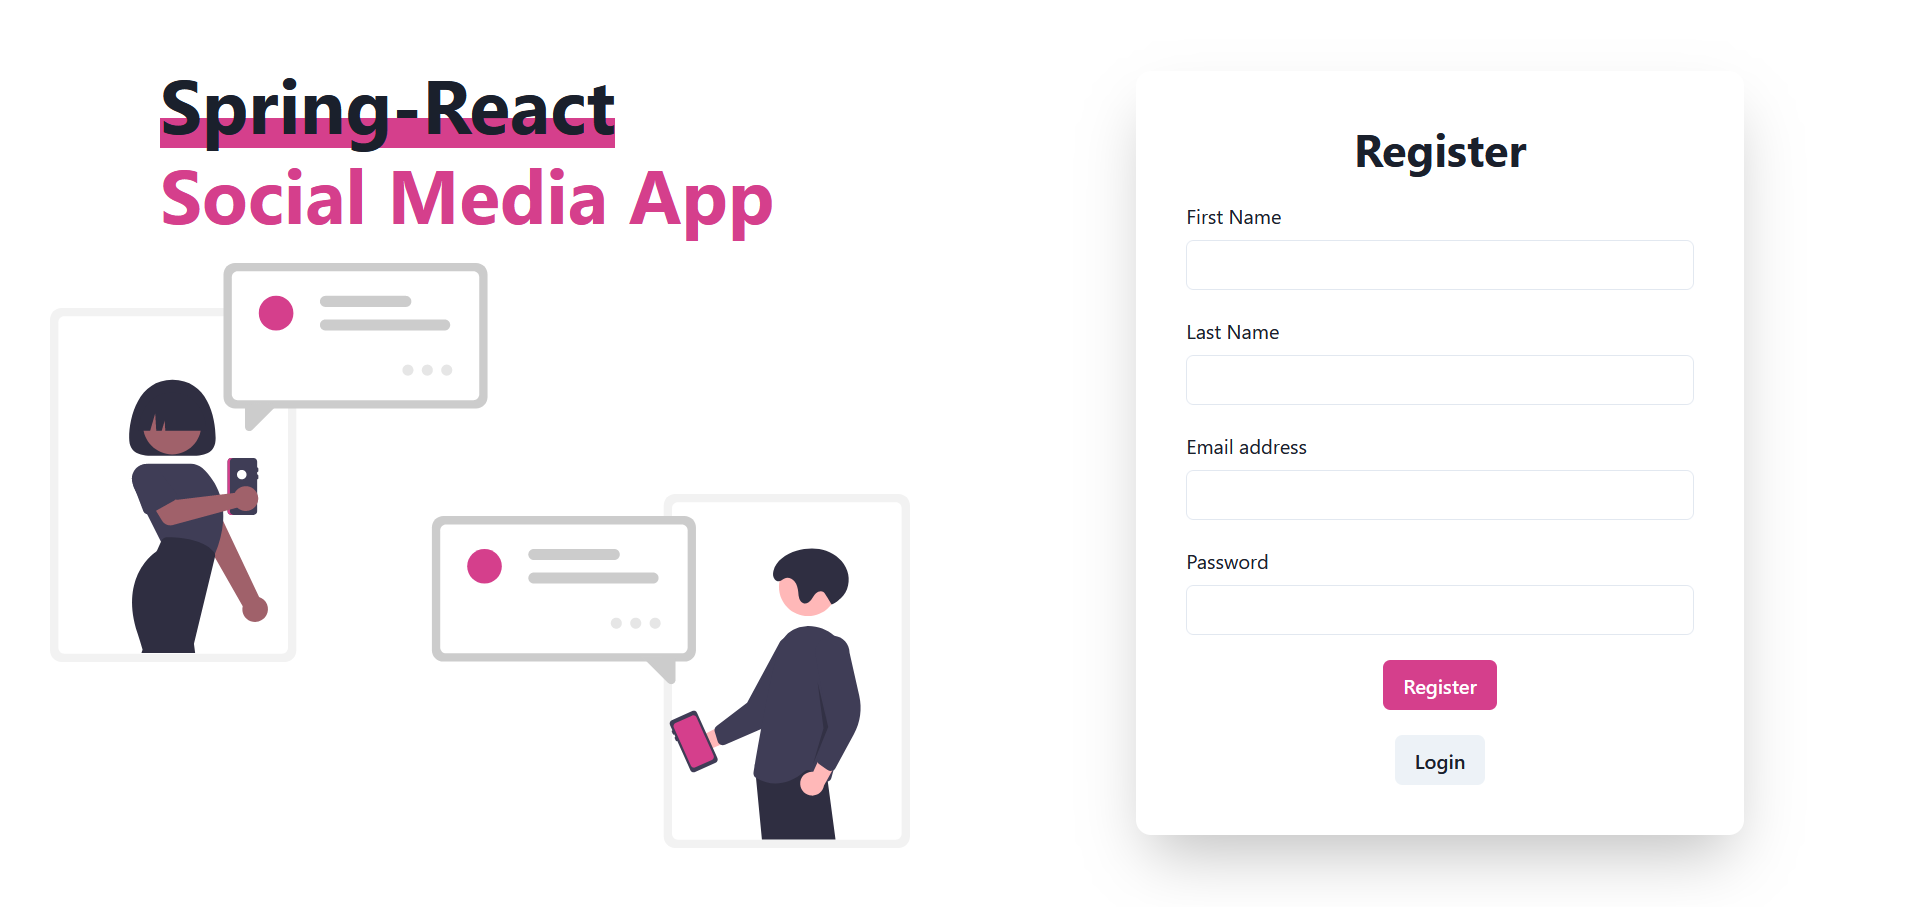 Spring-React
Social Media App
Register
First Name
Last Name
Email address
Password
Register
Login